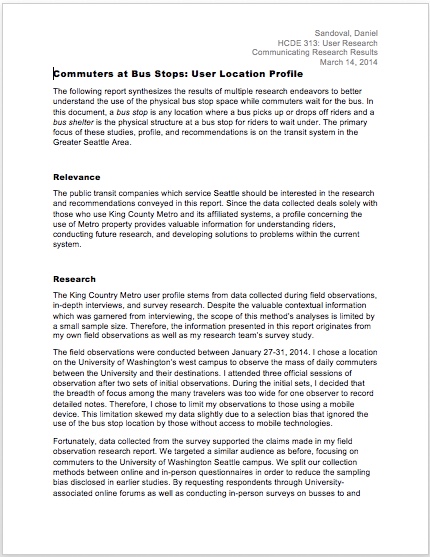 Sandoval, Daniel
HCDE 313: User Research
Communicating Research Results
March 14, 2014
Commuters at Bus Stops: User Location Profile
The following report synthesizes the results of multiple research endeavors to better
understand the use of the physical bus stop space while commuters wait for the bus. In
this document, a bus stop is any location where a bus picks up or drops off riders and a
bus shelter is the physical structure at a bus stop for riders to wait under. The primary
focus of these studies, profile, and recommendations is on the transit system in the
Greater Seattle Area.
Relevance
The public transit companies which service Seattle should be interested in the research
and recommendations conveyed in this report. Since the data collected deals solely with
those who use King County Metro and its affiliated systems, a profile concerning the
use of Metro property provides valuable information for understanding riders,
conducting future research, and developing solutions to problems within the current
system.
Research
The King Country Metro user profile stems from data collected during field observations,
in-depth interviews, and survey research. Despite the valuable contextual information
which was garnered from interviewing, the scope of this method's analyses is limited by
a small sample size. Therefore, the information presented in this report originates from
my own field observations as well as my research team's survey study.
The field observations were conducted between January 27-31, 2014. I chose a location
on the University of Washington's west campus to observe the mass of daily commuters
between the University and their destinations. I attended three official sessions of
observation after two sets of initial observations. During the initial sets, I decided that
the breadth of focus among the many travelers was too wide for one observer to record
detailed notes. Therefore, I chose to limit my observations to those using a mobile
device. This limitation skewed my data slightly due to a selection bias that ignored the
use of the bus stop location by those without access to mobile technologies.
Fortunately, data collected from the survey supported the claims made in my field
observation research report. We targeted a similar audience as before, focusing on
commuters to the University of Washington Seattle campus. We split our collection
methods between online and in-person questionnaire in order to reduce the sampling
bias disclosed in earlier studies. By requesting respondents through University-
associated online forums as well as conducting in-person surveys on busses to and